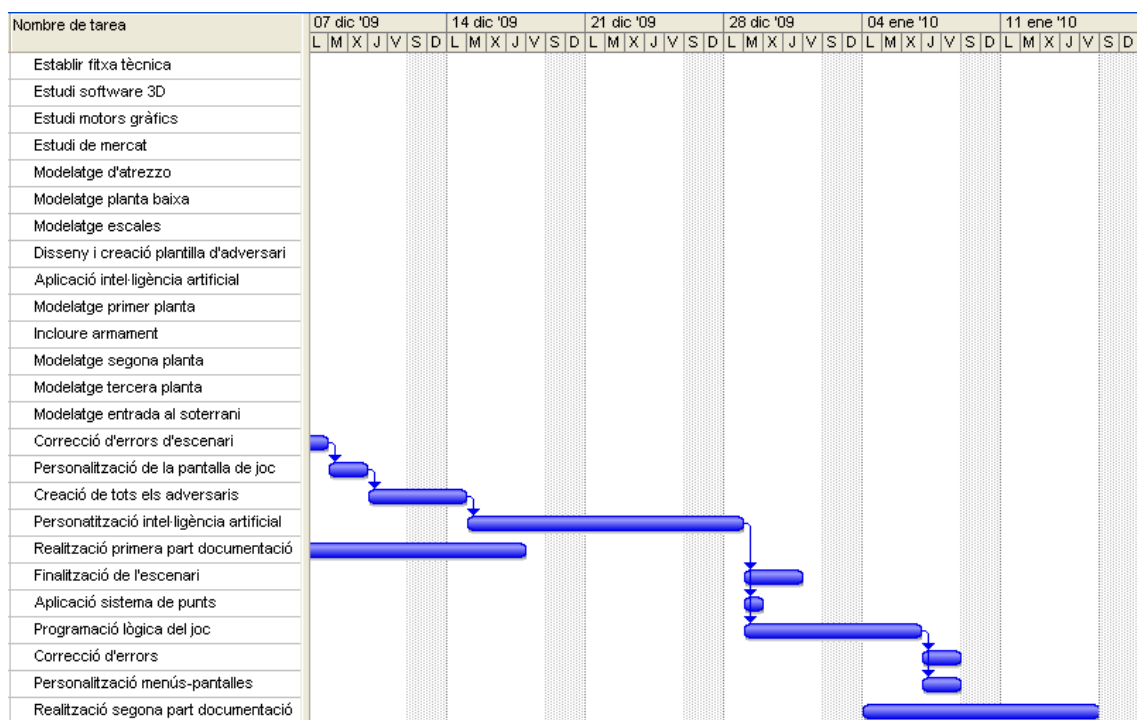 Nombre de tarea
07 dic '09 14 dic '09 21 dic '09 28 dic '09 04 ene '10 11 ene '10
L M X J V S D L M X J V S D L M X J V S D L M X J V S D L M X J V S D L M X J V S D
Establir fitxa tècnica
Estudi software 3D
Estudi motors gràfics
Estudi de mercat
Modelatge d'atrezzo
Modelatge planta baixa
Modelatge escales
Disseny i creació plantilla d'adversari
Aplicació intel·ligència artificial
Modelatge primer planta
Incloure armament
Modelatge segona planta
Modelatge tercera planta
Modelatge entrada al soterrani
Correcció d'errors d'escenari
Personalització de la pantalla de joc
Creació de tots els adversaris
Personatització intel·ligència artificial
Realització primera part documentació
Finalització de l'escenari
Aplicació sistema de punts
Programació lògica del joc
Correcció d'errors
Personalització menús-pantalles
Realització segona part documentació